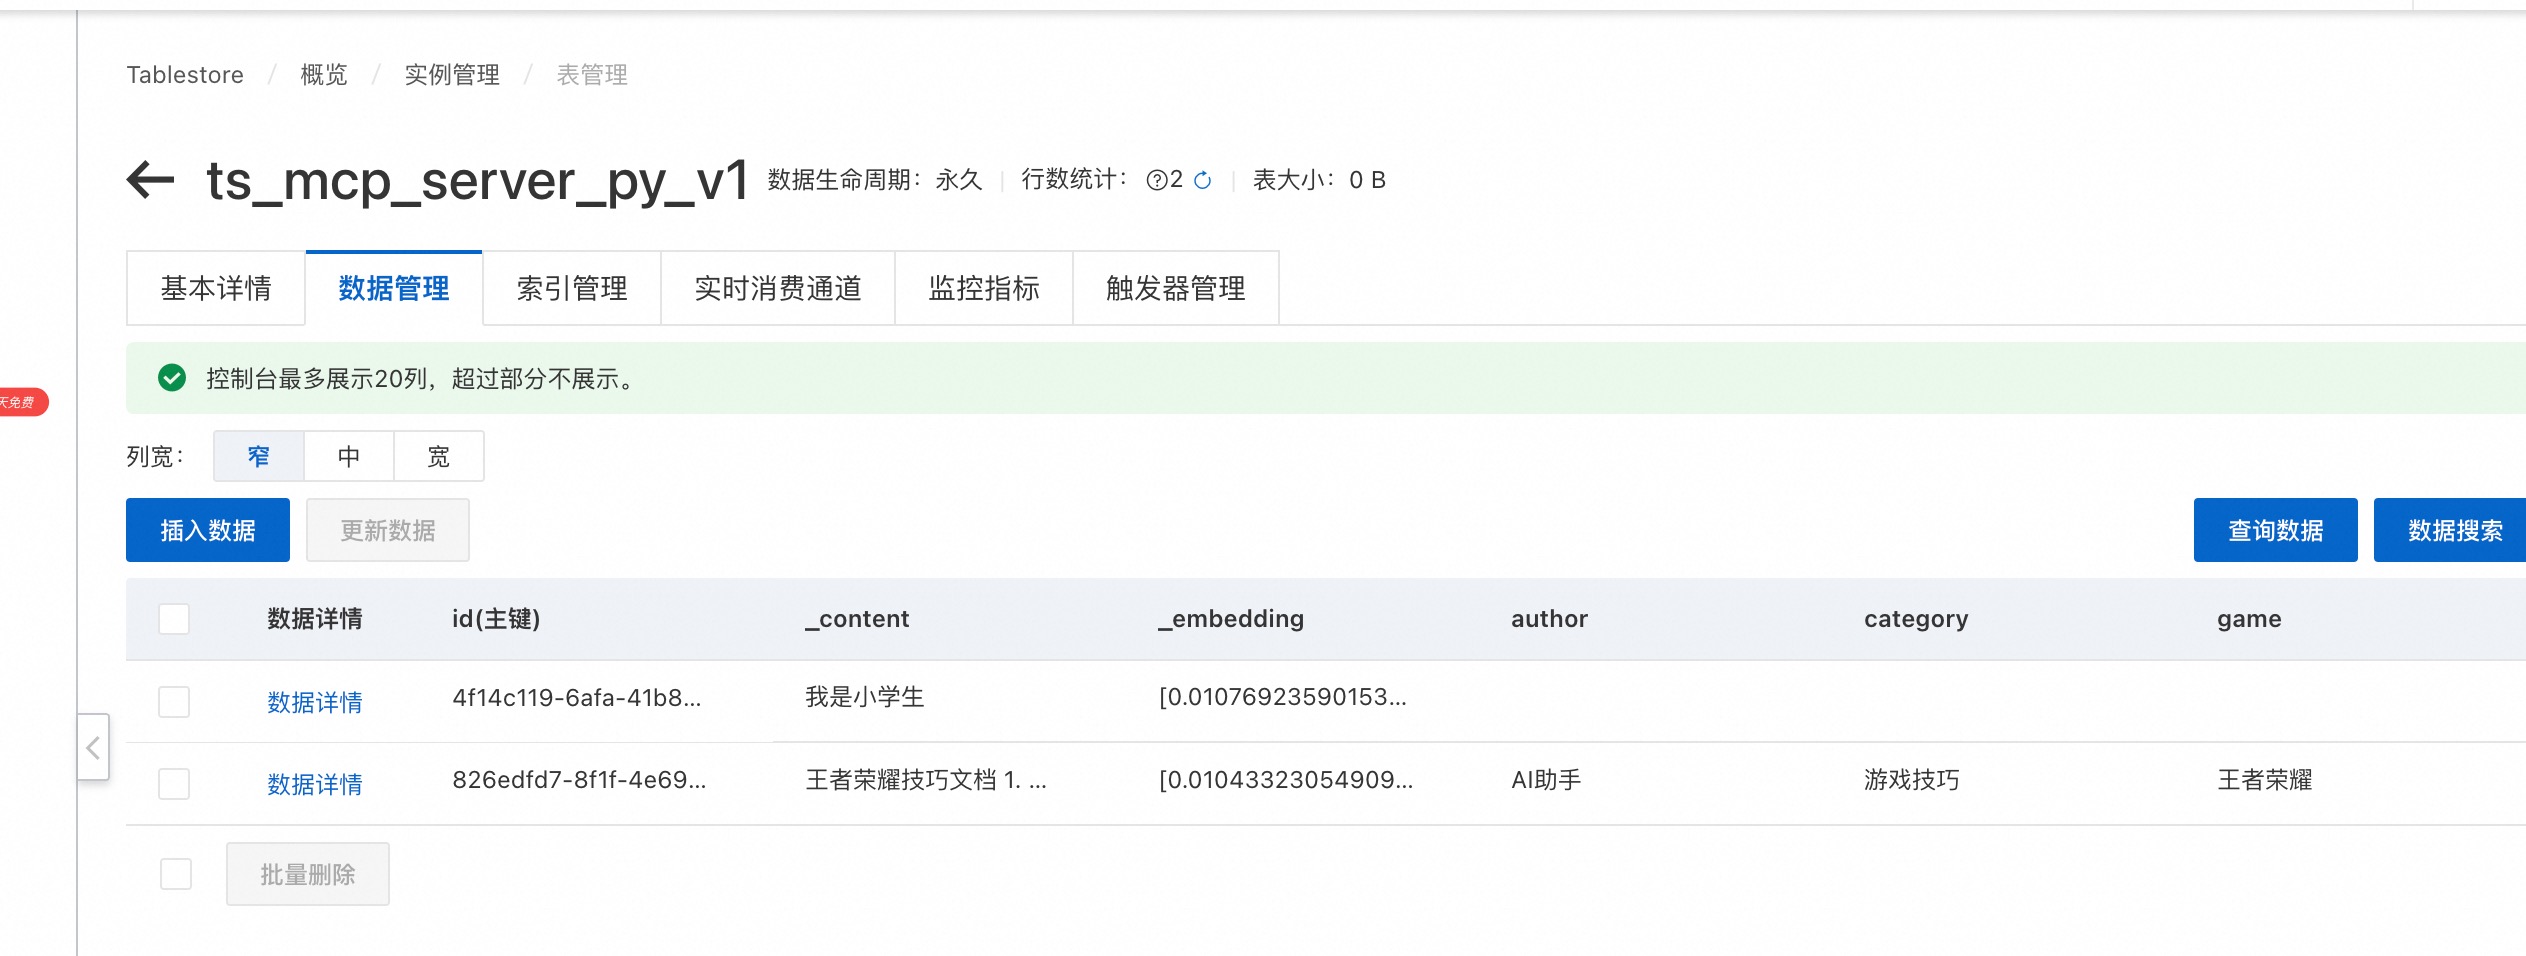 Tablestore / 概览 / 实例管理 / 表管理
ts_mcp_server_py_v1 数据生命周期：永久 | 行数统计： 2 | 表大小：0 B
基本详情 数据管理 索引管理 实时消费通道 监控指标 触发器管理
控制台最多展示20列，超过部分不展示。
天免费
列宽： 窄 中 宽
插入数据 更新数据 查询数据 数据搜索
数据详情 id(主键) _content _embedding author category game
数据详情 4f14c119-6afa-41b8... 我是小学生 [0.01076923590153...
数据详情 826edfd7-8f1f-4e69... 王者荣耀技巧文档 1. ... [0.01043323054909... AI助手 游戏技巧 王者荣耀
批量删除